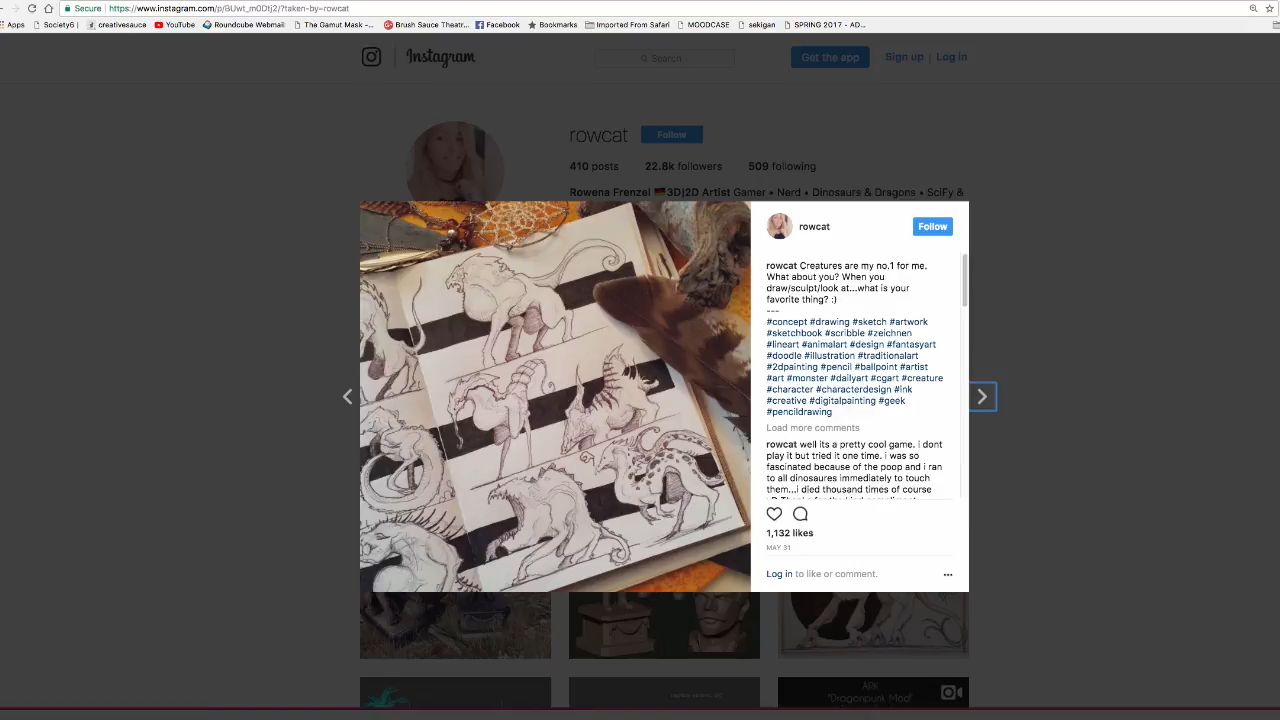 Secure | https://www.instagram.com/p/BUwt_m0Dtj2/?taken-by=rowcat
Apps Society6 | creativesauce YouTube Roundcube Webmail The Gamut Mask -... Brush Sauce Theatr... Facebook Bookmarks Imported From Safari MOODCASE sekigan SPRING 2017 - AD...
Instagram Search Get the app Sign up | Log in
rowcat Follow
410 posts 22.8k followers 509 following
Rowena Frenzel 3D|2D Artist Gamer • Nerd • Dinosaurs & Dragons • SciFy &
rowcat Follow
rowcat Creatures are my no.1 for me.
What about you? When you
draw/sculpt/look at...what is your
favorite thing? :)
---
#concept #drawing #sketch #artwork
#sketchbook #scribble #zeichnen
#lineart #animalart #design #fantasyart
#doodle #illustration #traditionalart
#2dpainting #pencil #ballpoint #artist
#art #monster #dailyart #cgart #creature
#character #characterdesign #ink
#creative #digitalpainting #geek
#pencildrawing
Load more comments
rowcat well its a pretty cool game. i dont
play it but tried it one time. i was so
fascinated because of the poop and i ran
to all dinosaures immediately to touch
them...i died thousand times of course
1,132 likes
MAY 31
Log in to like or comment.
ARK
"Dragonpunk Mod"